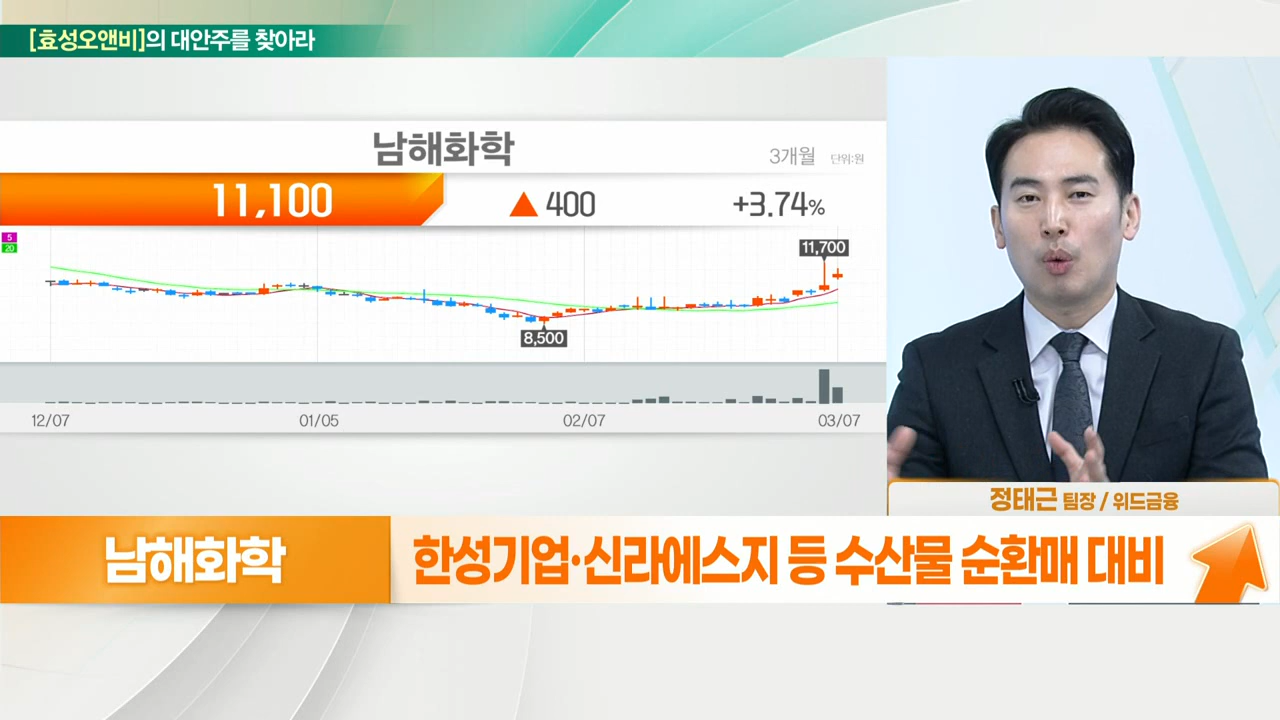 [효성오앤비]의 대안주를 찾아라
남해화학
3개월 단위:원
11,100 ▲ 400 +3.74%
5
20
11,700
8,500
12/07 01/05 02/07 03/07
정태근 팀장 / 위드금융
남해화학
한성기업·신라에스지 등 수산물 순환매 대비